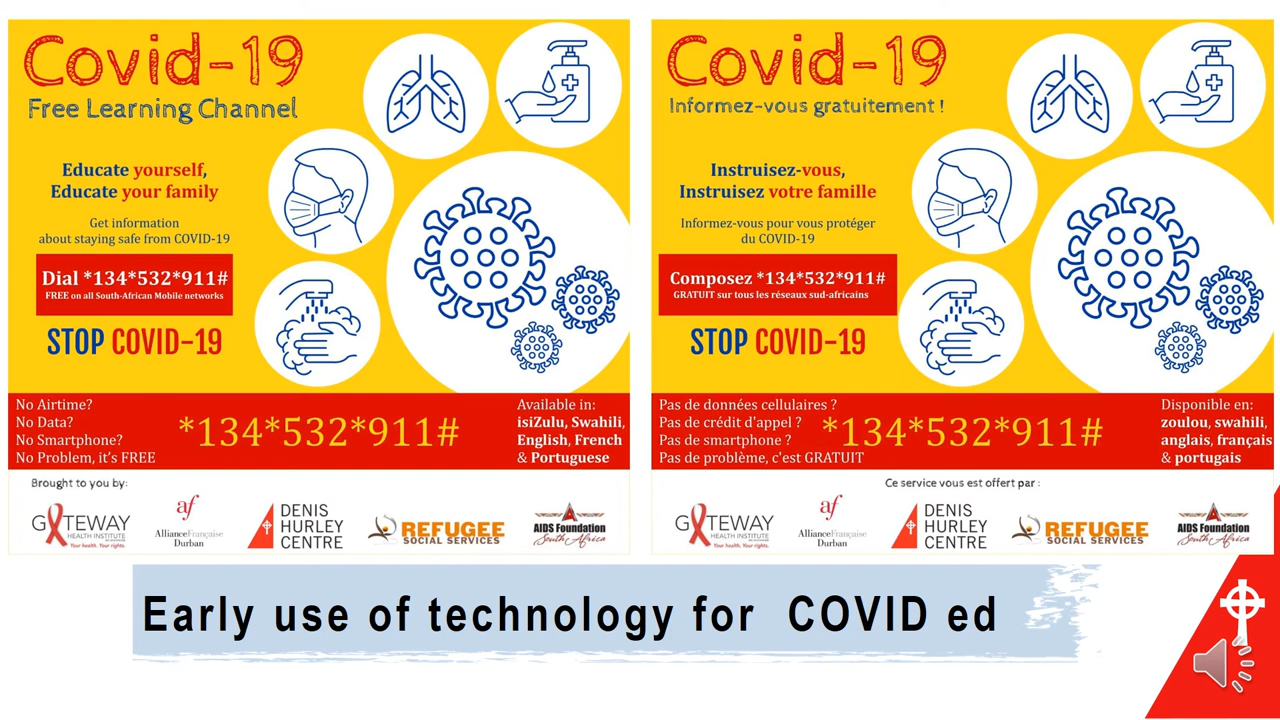 Covid-19
Free Learning Channel
Educate yourself,
Educate your family
Get information
about staying safe from COVID-19
Dial *134*532*911#
FREE on all South-African Mobile networks
STOP COVID-19
No Airtime?
No Data?
No Smartphone?
No Problem, it's FREE
*134*532*911#
Available in:
isiZulu, Swahili,
English, French
& Portuguese
Brought to you by:
GATEWAY
HEALTH INSTITUTE
Your health. Your rights.
af
AllianceFrançaise
Durban
DENIS
HURLEY
CENTRE
REFUGEE
SOCIAL SERVICES
AIDS Foundation
South Africa
Covid-19
Informez-vous gratuitement !
Instruisez-vous,
Instruisez votre famille
Informez-vous pour vous protéger
du COVID-19
Composez *134*532*911#
GRATUIT sur tous les réseaux sud-africains
STOP COVID-19
Pas de données cellulaires ?
Pas de crédit d'appel ?
Pas de smartphone ?
Pas de problème, c'est GRATUIT
*134*532*911#
Disponible en:
zoulou, swahili,
anglais, français
& portugais
Ce service vous est offert par :
GATEWAY
HEALTH INSTITUTE
Your health. Your rights.
af
AllianceFrançaise
Durban
DENIS
HURLEY
CENTRE
REFUGEE
SOCIAL SERVICES
AIDS Foundation
South Africa
Early use of technology for COVID ed